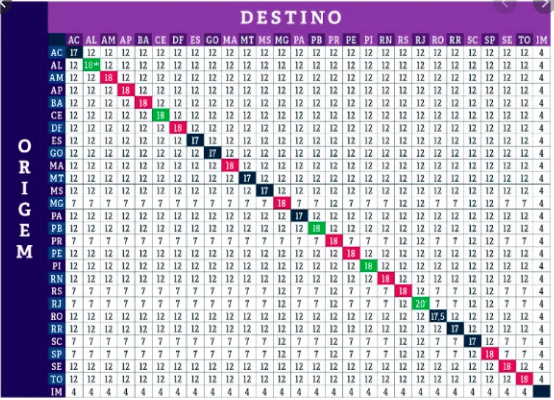 DESTINO
ORIGEM
AC AL AM AP BA CE DF ES GO MA MT MS MG PA PB PR PE PI RN RS RJ RO RR SC SP SE TO IM
AC 17 12 12 12 12 12 12 12 12 12 12 12 12 12 12 12 12 12 12 12 12 12 12 12 12 12 12 4
AL 12 18** 12 12 12 12 12 12 12 12 12 12 12 12 12 12 12 12 12 12 12 12 12 12 12 12 12 4
AM 12 12 18 12 12 12 12 12 12 12 12 12 12 12 12 12 12 12 12 12 12 12 12 12 12 12 12 4
AP 12 12 12 18 12 12 12 12 12 12 12 12 12 12 12 12 12 12 12 12 12 12 12 12 12 12 12 4
BA 12 12 12 12 18 12 12 12 12 12 12 12 12 12 12 12 12 12 12 12 12 12 12 12 12 12 12 4
CE 12 12 12 12 12 18 12 12 12 12 12 12 12 12 12 12 12 12 12 12 12 12 12 12 12 12 12 4
DF 12 12 12 12 12 12 18 12 12 12 12 12 12 12 12 12 12 12 12 12 12 12 12 12 12 12 12 4
ES 12 12 12 12 12 12 12 17 12 12 12 12 12 12 12 12 12 12 12 12 12 12 12 12 12 12 12 4
GO 12 12 12 12 12 12 12 12 17 12 12 12 12 12 12 12 12 12 12 12 12 12 12 12 12 12 12 4
MA 12 12 12 12 12 12 12 12 12 18 12 12 12 12 12 12 12 12 12 12 12 12 12 12 12 12 12 4
MT 12 12 12 12 12 12 12 12 12 12 17 12 12 12 12 12 12 12 12 12 12 12 12 12 12 12 12 4
MS 12 12 12 12 12 12 12 12 12 12 12 17 12 12 12 12 12 12 12 12 12 12 12 12 12 12 12 4
MG 7 7 7 7 7 7 7 7 7 7 7 7 18 7 7 12 7 7 7 12 12 7 7 12 12 7 7 4
PA 12 12 12 12 12 12 12 12 12 12 12 12 12 17 12 12 12 12 12 12 12 12 12 12 12 12 12 4
PB 12 12 12 12 12 12 12 12 12 12 12 12 12 12 18 12 12 12 12 12 12 12 12 12 12 12 12 4
PR 7 7 7 7 7 7 7 7 7 7 7 7 12 7 7 18 7 7 7 12 12 7 7 12 12 7 7 4
PE 12 12 12 12 12 12 12 12 12 12 12 12 12 12 12 12 18 12 12 12 12 12 12 12 12 12 12 4
PI 12 12 12 12 12 12 12 12 12 12 12 12 12 12 12 12 12 18 12 12 12 12 12 12 12 12 12 4
RN 12 12 12 12 12 12 12 12 12 12 12 12 12 12 12 12 12 12 18 12 12 12 12 12 12 12 12 4
RS 7 7 7 7 7 7 7 7 7 7 7 7 12 7 7 12 7 7 7 18 12 7 7 12 12 7 7 4
RJ 7 7 7 7 7 7 7 7 7 7 7 7 12 7 7 12 7 7 7 12 20* 7 7 12 12 7 7 4
RO 12 12 12 12 12 12 12 12 12 12 12 12 12 12 12 12 12 12 12 12 12 17,5 12 12 12 12 12 4
RR 12 12 12 12 12 12 12 12 12 12 12 12 12 12 12 12 12 12 12 12 12 12 17 12 12 12 12 4
SC 7 7 7 7 7 7 7 7 7 7 7 7 12 7 7 12 7 7 7 12 12 7 7 17 12 7 7 4
SP 7 7 7 7 7 7 7 7 7 7 7 7 12 7 7 12 7 7 7 12 12 7 7 12 18 7 7 4
SE 12 12 12 12 12 12 12 12 12 12 12 12 12 12 12 12 12 12 12 12 12 12 12 12 12 18 12 4
TO 12 12 12 12 12 12 12 12 12 12 12 12 12 12 12 12 12 12 12 12 12 12 12 12 12 12 18 4
IM 4 4 4 4 4 4 4 4 4 4 4 4 4 4 4 4 4 4 4 4 4 4 4 4 4 4 4